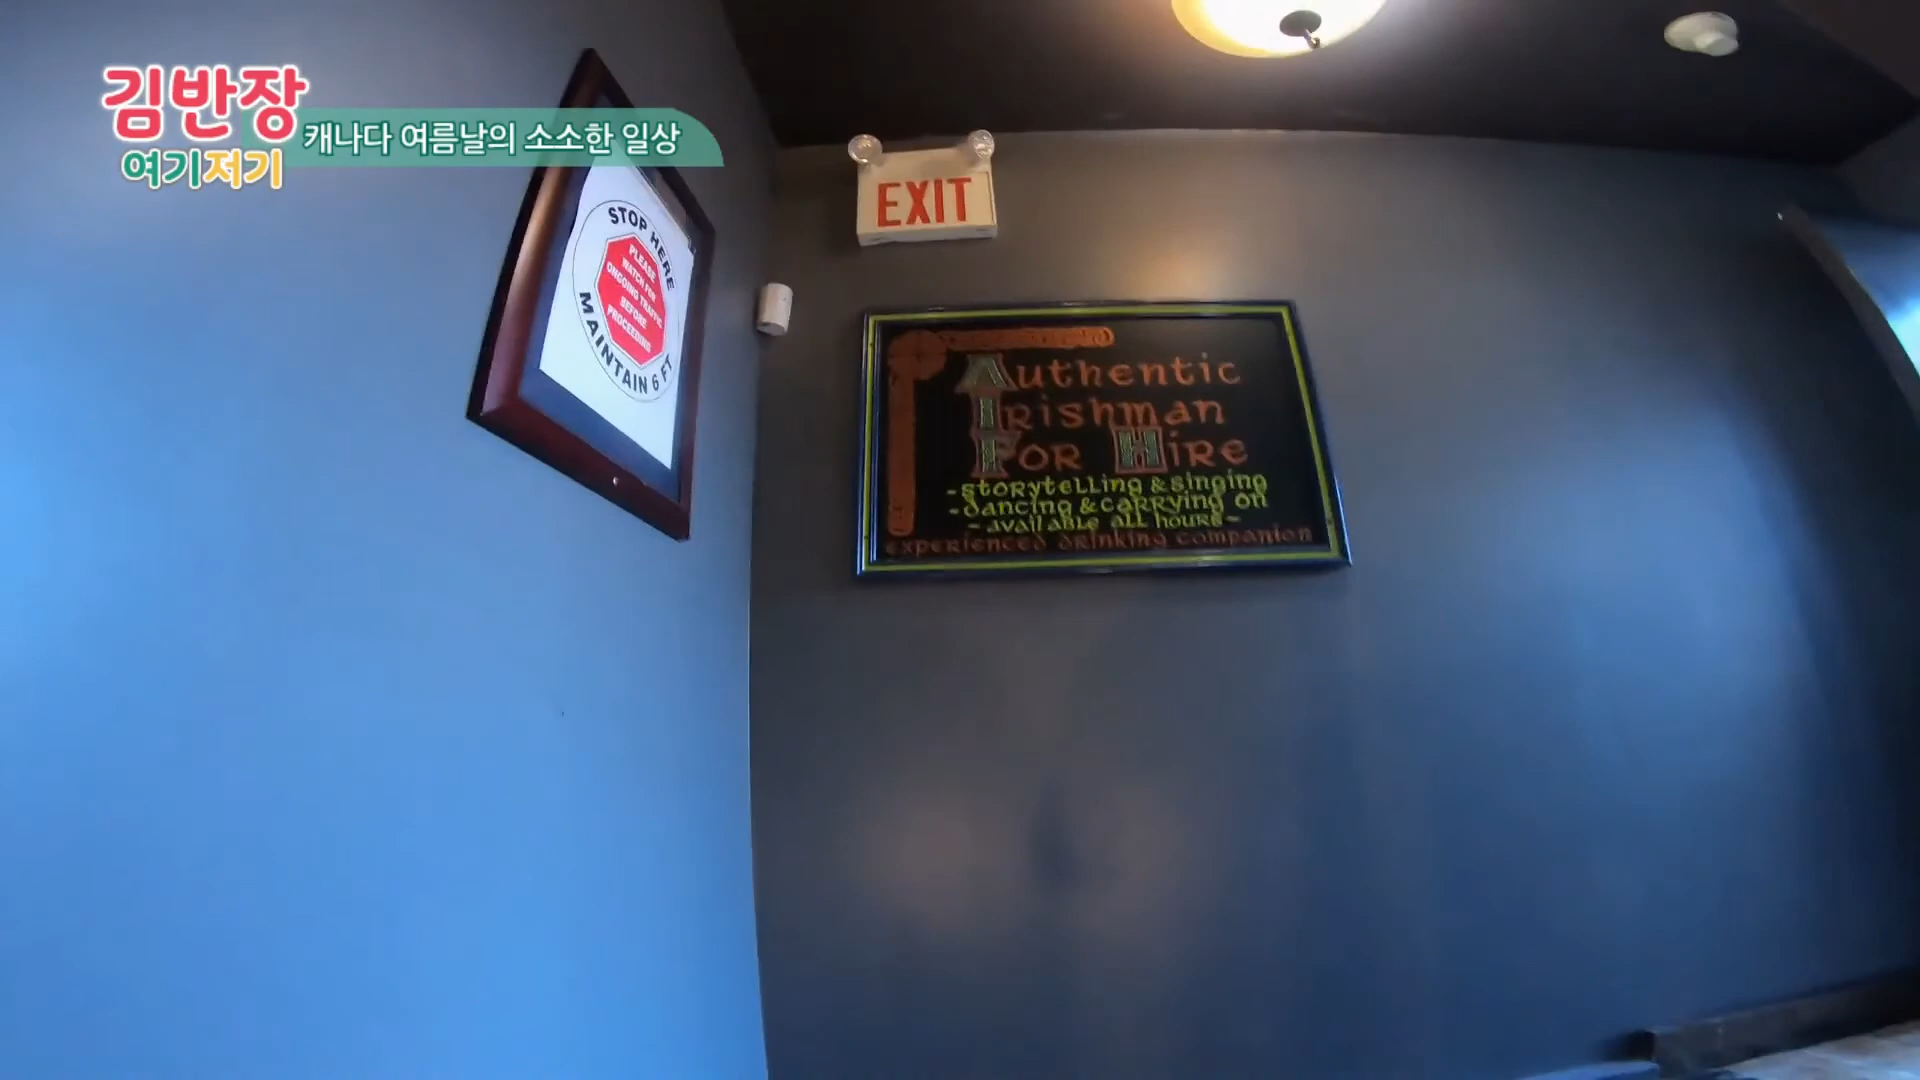 김반장
여기저기
캐나다 여름날의 소소한 일상
STOP HERE
PLEASE
WATCH FOR
ONGOING TRAFFIC
BEFORE
PROCEEDING
MAINTAIN 6 FT
EXIT
Authentic
Irishman
For Hire
-storytelling & singing
-dancing & carrying on
- available all hours -
experienced drinking companion